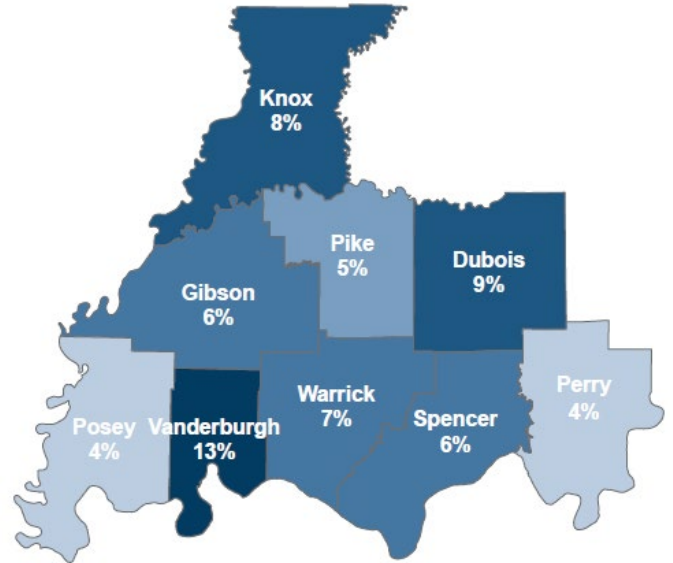 Knox
8%
Pike
5%
Dubois
9%
Gibson
6%
Warrick
7%
Perry
4%
Posey
4%
Vanderburgh
13%
Spencer
6%